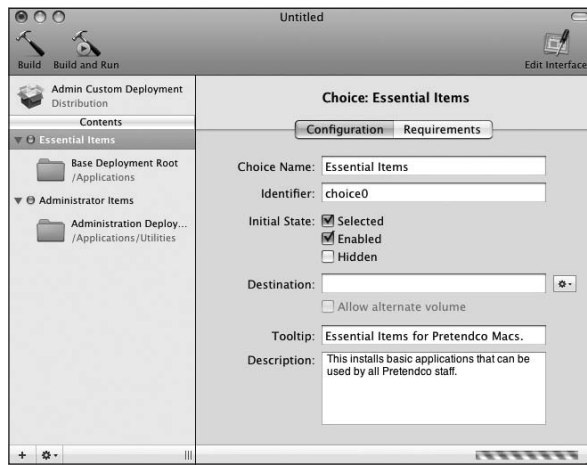 Untitled
Build
Build and Run
Edit Interface
Admin Custom Deployment
Distribution
Contents
Essential Items
Base Deployment Root
/Applications
Administrator Items
Administration Deploy...
/Applications/Utilities
Choice: Essential Items
Configuration
Requirements
Choice Name: Essential Items
Identifier: choice0
Initial State: Selected
Enabled
Hidden
Destination:
Allow alternate volume
Tooltip: Essential Items for Pretendco Macs.
Description: This installs basic applications that can be
used by all Pretendco staff.